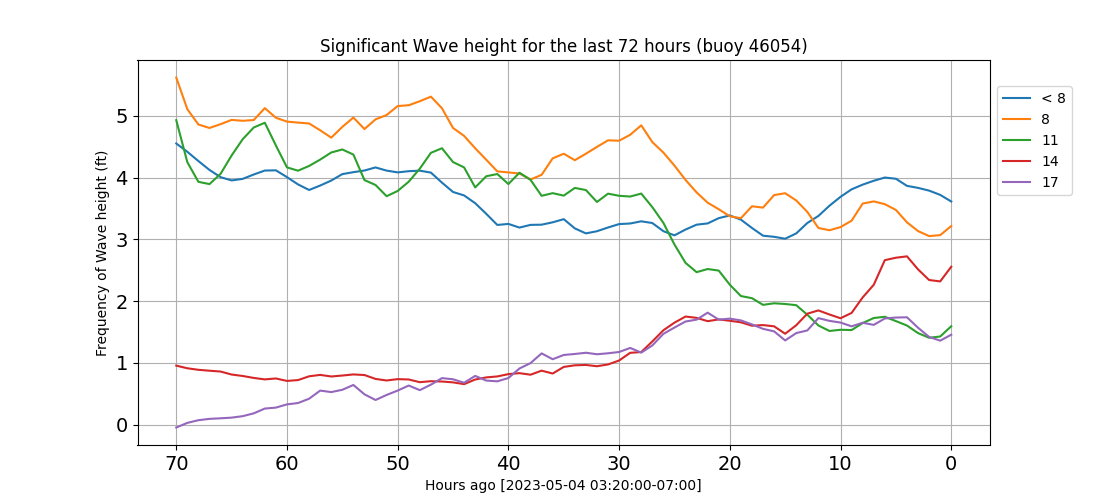 Significant Wave height for the last 72 hours (buoy 46054)
Frequency of Wave height (ft)
5
4
3
2
1
0
70 60 50 40 30 20 10 0
Hours ago [2023-05-04 03:20:00-07:00]
< 8
8
11
14
17